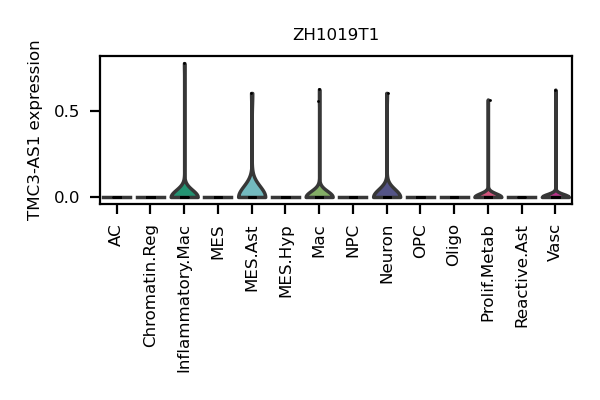 ZH1019T1
TMC3-AS1 expression
0.5
0.0
AC
Chromatin.Reg
Inflammatory.Mac
MES
MES.Ast
MES.Hyp
Mac
NPC
Neuron
OPC
Oligo
Prolif.Metab
Reactive.Ast
Vasc